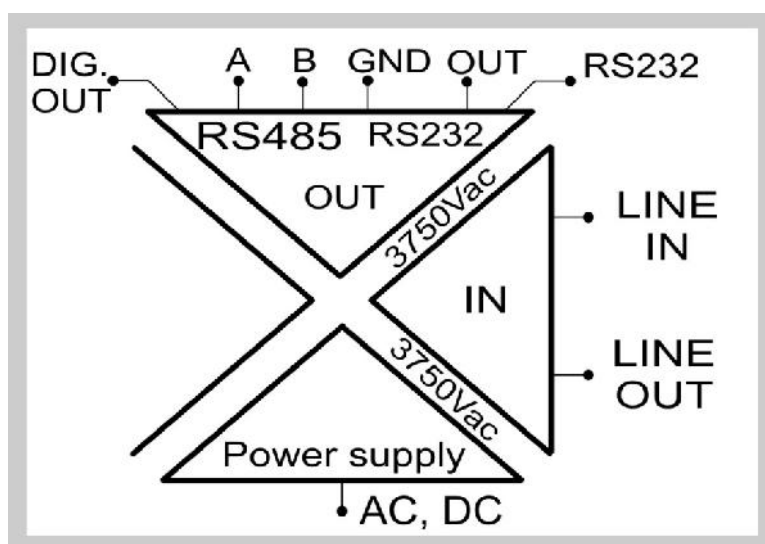 DIG.
OUT
A
B
GND
OUT
RS232
RS485
RS232
OUT
3750Vac
IN
LINE
IN
LINE
OUT
3750Vac
Power supply
AC, DC